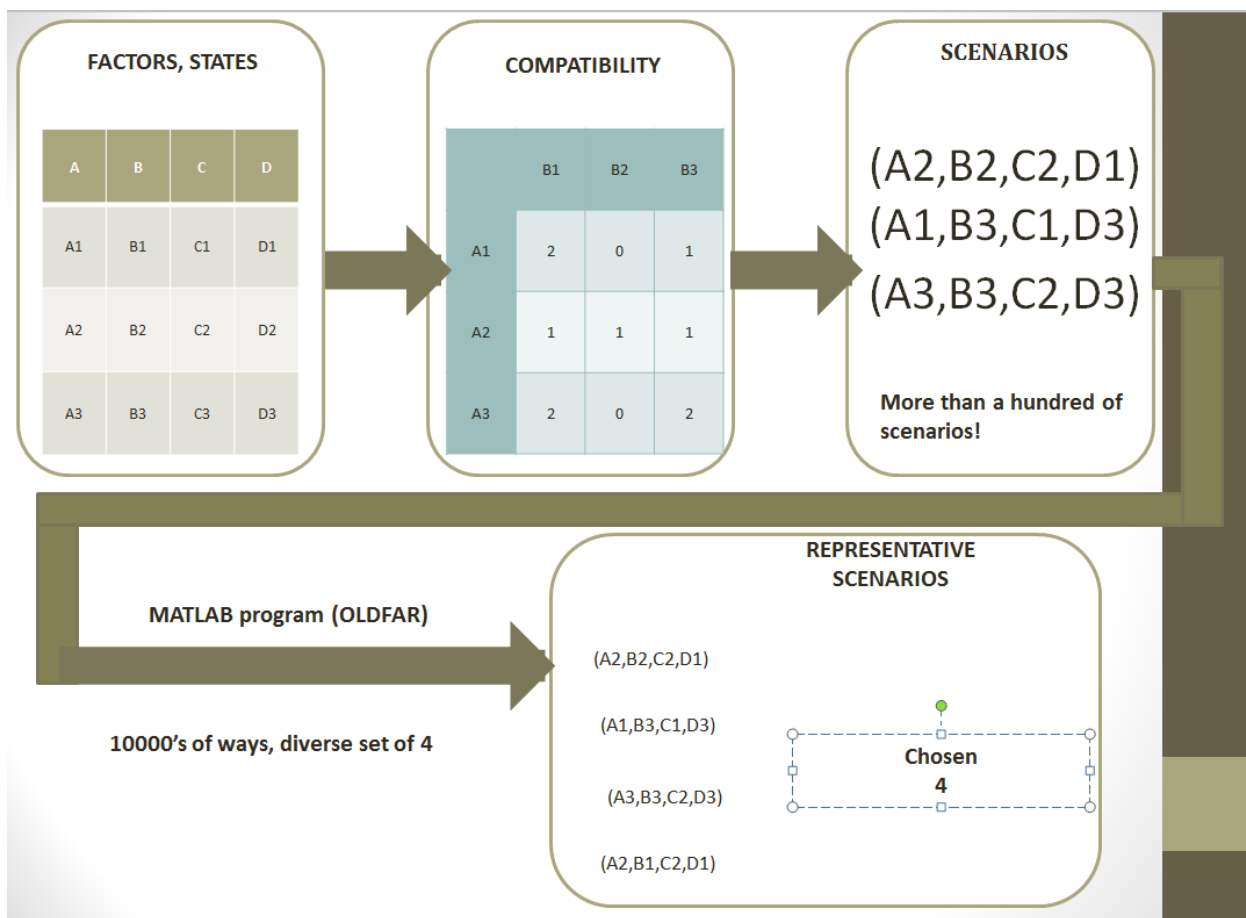 FACTORS, STATES
A B C D
A1 B1 C1 D1
A2 B2 C2 D2
A3 B3 C3 D3
COMPATIBILITY
B1 B2 B3
A1 2 0 1
A2 1 1 1
A3 2 0 2
SCENARIOS
(A2,B2,C2,D1)
(A1,B3,C1,D3)
(A3,B3,C2,D3)
More than a hundred of
scenarios!
MATLAB program (OLDFAR)
10000’s of ways, diverse set of 4
REPRESENTATIVE
SCENARIOS
(A2,B2,C2,D1)
(A1,B3,C1,D3)
(A3,B3,C2,D3)
(A2,B1,C2,D1)
Chosen
4